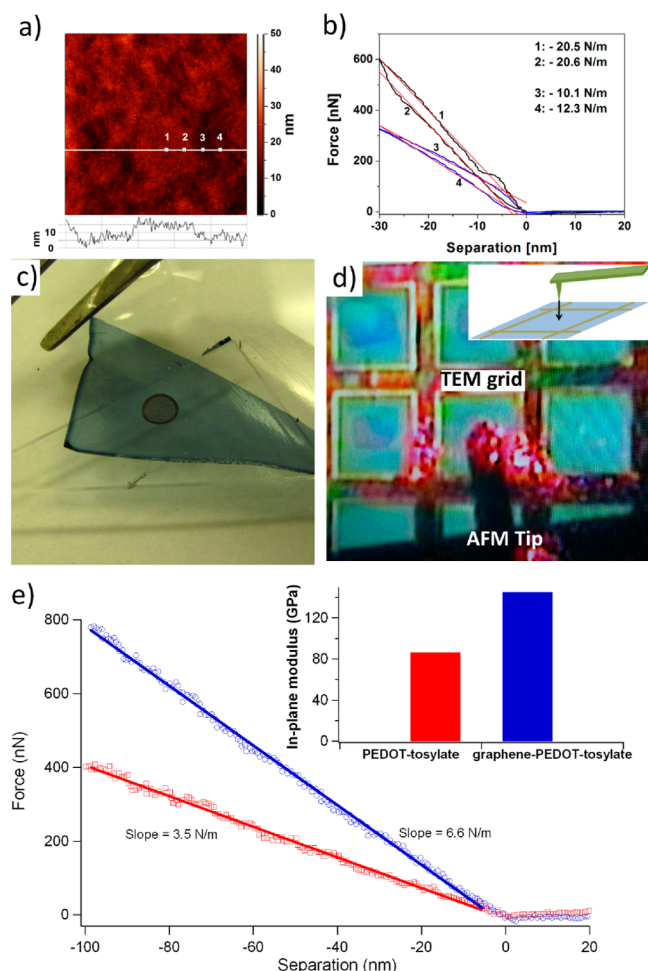 a)
50
40
30
20
10
0
nm
1 2 3 4
10
0
nm
b)
Force [nN]
600
400
200
0
1: - 20.5 N/m
2: - 20.6 N/m
3: - 10.1 N/m
4: - 12.3 N/m
1
2
3
4
-30 -20 -10 0 10 20
Separation [nm]
c)
d)
TEM grid
AFM Tip
e)
800
600
400
200
0
Force (nN)
Slope = 3.5 N/m
Slope = 6.6 N/m
-100 -80 -60 -40 -20 0 20
Separation (nm)
In-plane modulus (GPa)
120
80
40
0
PEDOT-tosylate graphene-PEDOT-tosylate